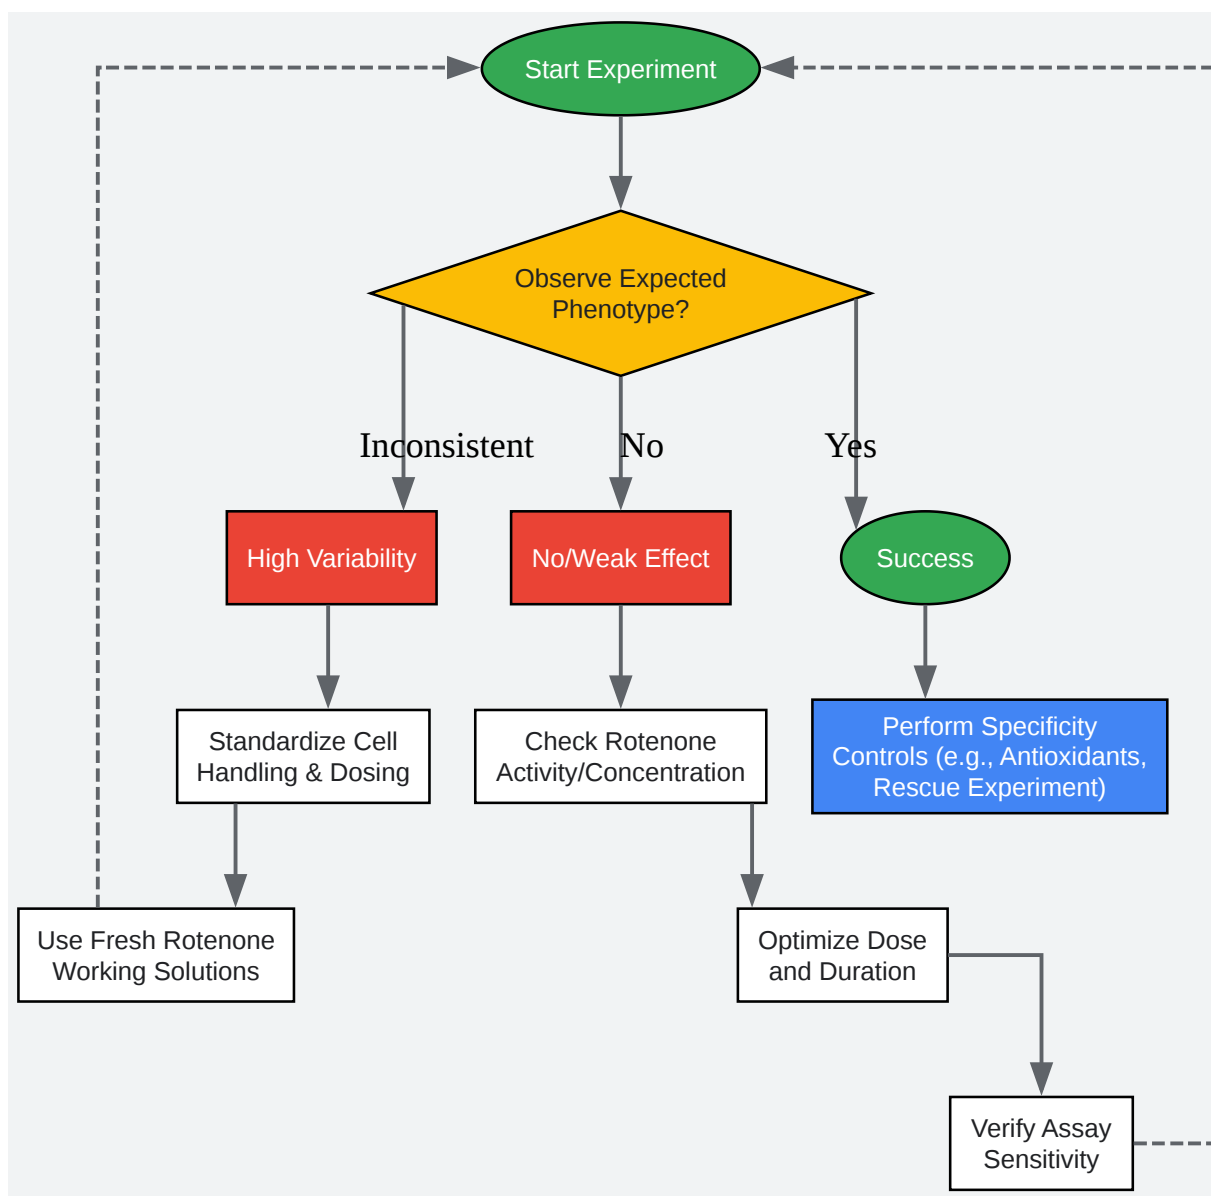 Start Experiment
Observe Expected
Phenotype?
Inconsistent
No
Yes
High Variability
No/Weak Effect
Success
Standardize Cell
Handling & Dosing
Check Rotenone
Activity/Concentration
Perform Specificity
Controls (e.g., Antioxidants,
Rescue Experiment)
Use Fresh Rotenone
Working Solutions
Optimize Dose
and Duration
Verify Assay
Sensitivity